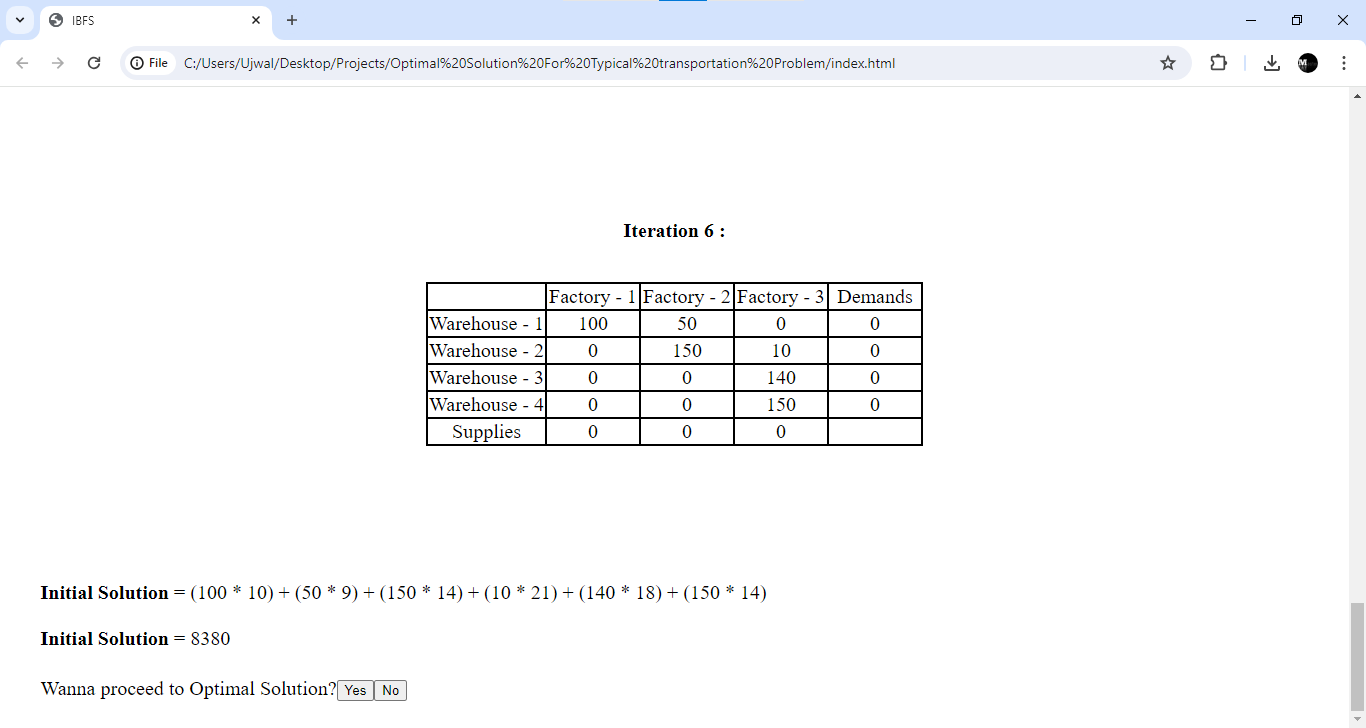 IBFS
File C:/Users/Ujwal/Desktop/Projects/Optimal%20Solution%20For%20Typical%20transportation%20Problem/index.html
Iteration 6 :
Factory - 1 Factory - 2 Factory - 3 Demands
Warehouse - 1 100 50 0 0
Warehouse - 2 0 150 10 0
Warehouse - 3 0 0 140 0
Warehouse - 4 0 0 150 0
Supplies 0 0 0
Initial Solution = (100 * 10) + (50 * 9) + (150 * 14) + (10 * 21) + (140 * 18) + (150 * 14)
Initial Solution = 8380
Wanna proceed to Optimal Solution? Yes No